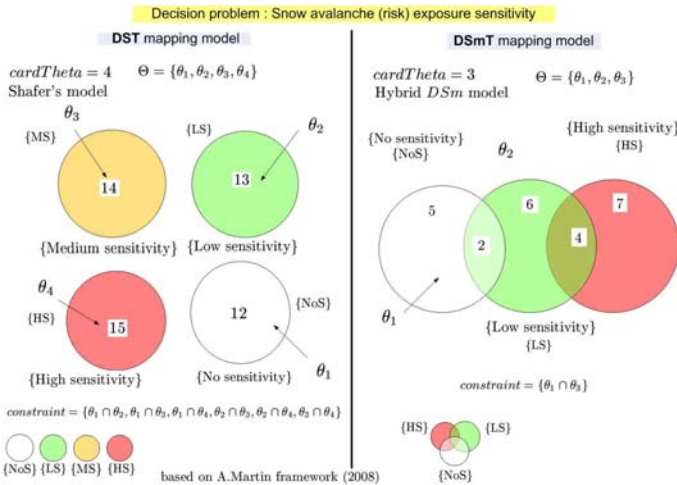 Decision problem : Snow avalanche (risk) exposure sensitivity
DST mapping model
cardTheta = 4 Θ = {θ1, θ2, θ3, θ4}
Shafer's model
θ3
{MS}
14
{Medium sensitivity}
{LS}
θ2
13
{Low sensitivity}
θ4
{HS}
15
{High sensitivity}
12
{NoS}
θ1
{No sensitivity}
constraint = {θ1 ∩ θ2, θ1 ∩ θ3, θ1 ∩ θ4, θ2 ∩ θ3, θ2 ∩ θ4, θ3 ∩ θ4}
{NoS} {LS} {MS} {HS}
based on A.Martin framework (2008)
DSmT mapping model
cardTheta = 3 Θ = {θ1, θ2, θ3}
Hybrid DSm model
{No sensitivity}
{NoS}
θ2
{High sensitivity}
{HS}
5
2
6
4
7
θ1
{Low sensitivity}
{LS}
constraint = {θ1 ∩ θ3}
{HS}
{LS}
{NoS}